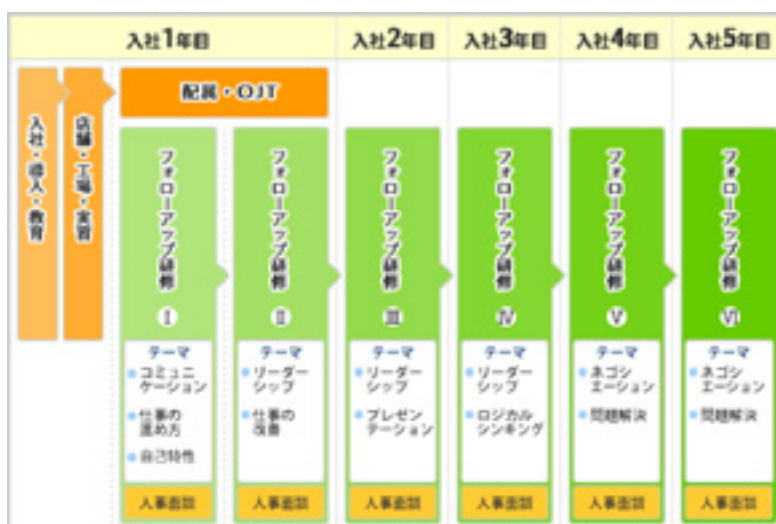 入社1年目
入社2年目
入社3年目
入社4年目
入社5年目
入社・導入・教育
店舗・工場・実習
配属・OJT
フォローアップ研修
Ⅰ
テーマ
コミュニ
ケーション
仕事の
進め方
自己特性
人事面談
フォローアップ研修
Ⅱ
テーマ
リーダー
シップ
仕事の
改善
人事面談
フォローアップ研修
Ⅲ
テーマ
リーダー
シップ
プレゼン
テーション
人事面談
フォローアップ研修
Ⅳ
テーマ
リーダー
シップ
ロジカル
シンキング
人事面談
フォローアップ研修
Ⅴ
テーマ
ネゴシ
エーション
問題解決
人事面談
フォローアップ研修
Ⅵ
テーマ
ネゴシ
エーション
問題解決
人事面談